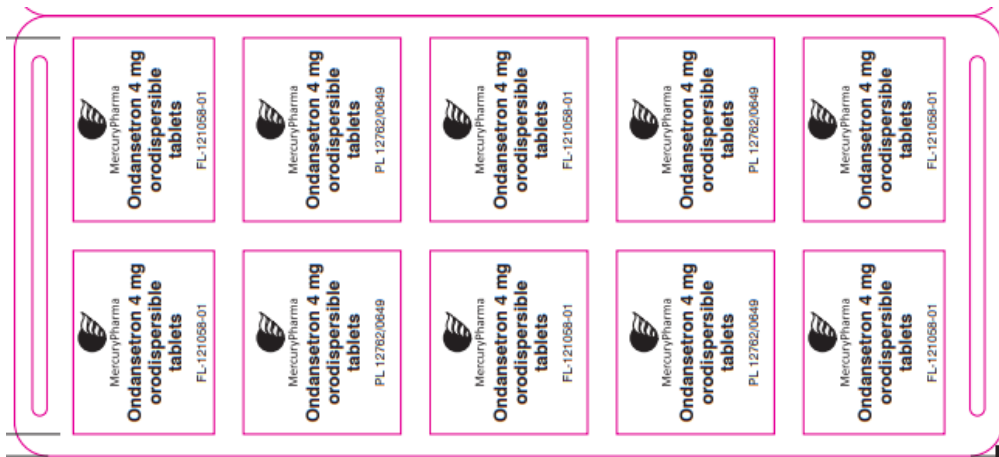 MercuryPharma
Ondansetron 4 mg
orodispersible
tablets
FL-121058-01
MercuryPharma
Ondansetron 4 mg
orodispersible
tablets
PL 12762/0649
MercuryPharma
Ondansetron 4 mg
orodispersible
tablets
FL-121058-01
MercuryPharma
Ondansetron 4 mg
orodispersible
tablets
PL 12762/0649
MercuryPharma
Ondansetron 4 mg
orodispersible
tablets
FL-121058-01
MercuryPharma
Ondansetron 4 mg
orodispersible
tablets
FL-121058-01
MercuryPharma
Ondansetron 4 mg
orodispersible
tablets
PL 12762/0649
MercuryPharma
Ondansetron 4 mg
orodispersible
tablets
FL-121058-01
MercuryPharma
Ondansetron 4 mg
orodispersible
tablets
PL 12762/0649
MercuryPharma
Ondansetron 4 mg
orodispersible
tablets
FL-121058-01